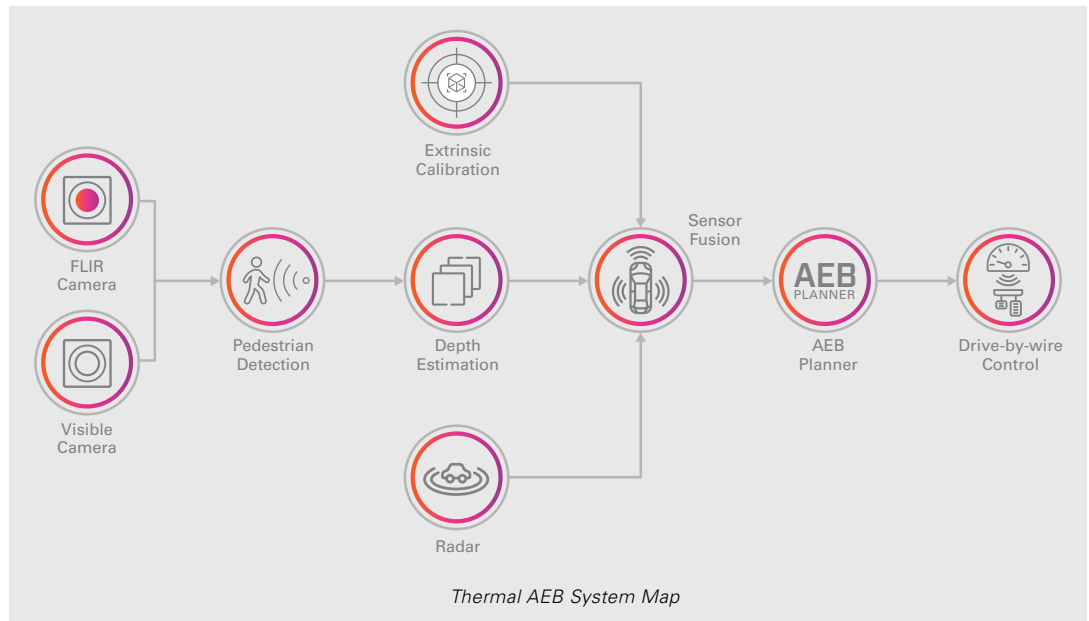 Extrinsic
Calibration
FLIR
Camera
Visible
Camera
Pedestrian
Detection
Depth
Estimation
Radar
Sensor
Fusion
AEB
PLANNER
AEB
Planner
Drive-by-wire
Control
Thermal AEB System Map